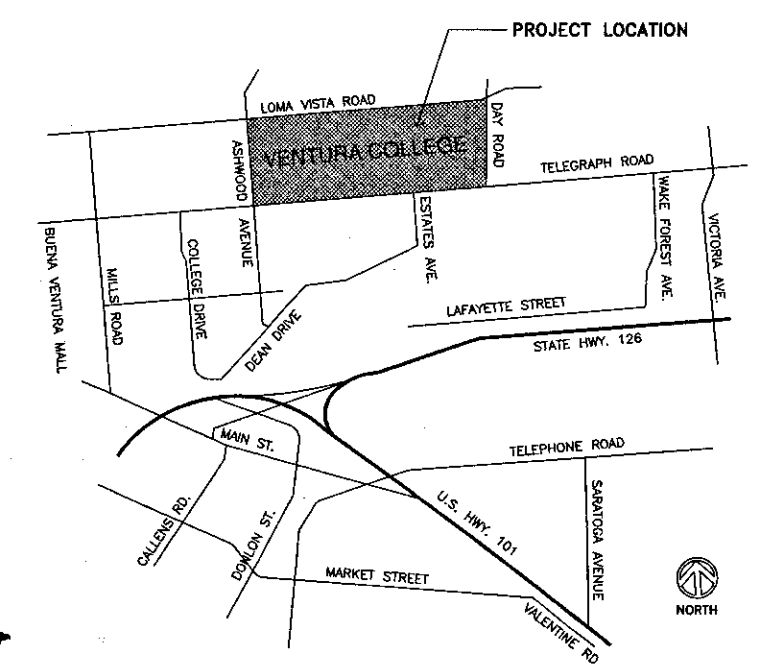 PROJECT LOCATION
LOMA VISTA ROAD
DAY ROAD
ASHWOOD
AVENUE
VENTURA COLLEGE
TELEGRAPH ROAD
ESTATES AVE.
WAKE FOREST AVE.
VICTORIA AVE.
BUENA VENTURA MALL
MILLS ROAD
COLLEGE DRIVE
DEAN DRIVE
LAFAYETTE STREET
STATE HWY. 126
MAIN ST.
TELEPHONE ROAD
CALLENS RD.
DONLON ST.
U.S. HWY. 101
SARATOGA AVENUE
MARKET STREET
VALENTINE RD
NORTH